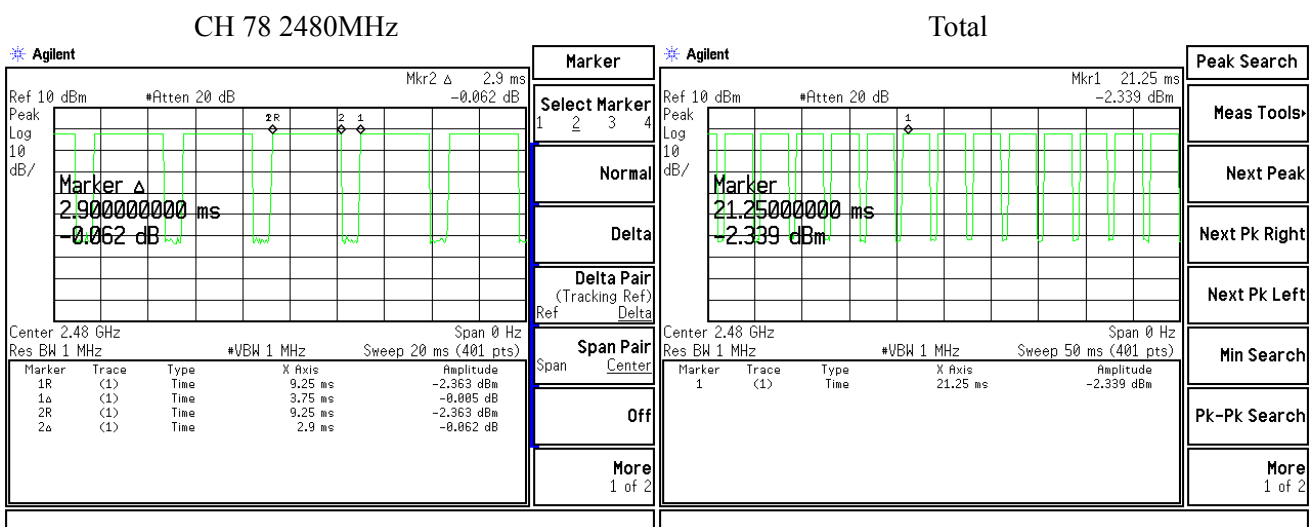 CH 78 2480MHz
Agilent
Mkr2 Δ 2.9 ms
Ref 10 dBm #Atten 20 dB -0.062 dB
Peak
Log
10
dB/
1R
2R
2
1
Marker Δ
2.900000000 ms
-0.062 dB
Center 2.48 GHz Span 0 Hz
Res BW 1 MHz #VBW 1 MHz Sweep 20 ms (401 pts)
Marker Trace Type X Axis Amplitude
1R (1) Time 9.25 ms -2.363 dBm
1Δ (1) Time 3.75 ms -0.005 dB
2R (1) Time 9.25 ms -2.363 dBm
2Δ (1) Time 2.9 ms -0.062 dB
Marker
Select Marker
1 2 3 4
Normal
Delta
Delta Pair
(Tracking Ref)
Ref Delta
Span Pair
Span Center
Off
More
1 of 2
Total
Agilent
Mkr1 21.25 ms
Ref 10 dBm #Atten 20 dB -2.339 dBm
Peak
Log
10
dB/
1
Marker
21.25000000 ms
-2.339 dBm
Center 2.48 GHz Span 0 Hz
Res BW 1 MHz #VBW 1 MHz Sweep 50 ms (401 pts)
Marker Trace Type X Axis Amplitude
1 (1) Time 21.25 ms -2.339 dBm
Peak Search
Meas Tools▸
Next Peak
Next Pk Right
Next Pk Left
Min Search
Pk-Pk Search
More
1 of 2